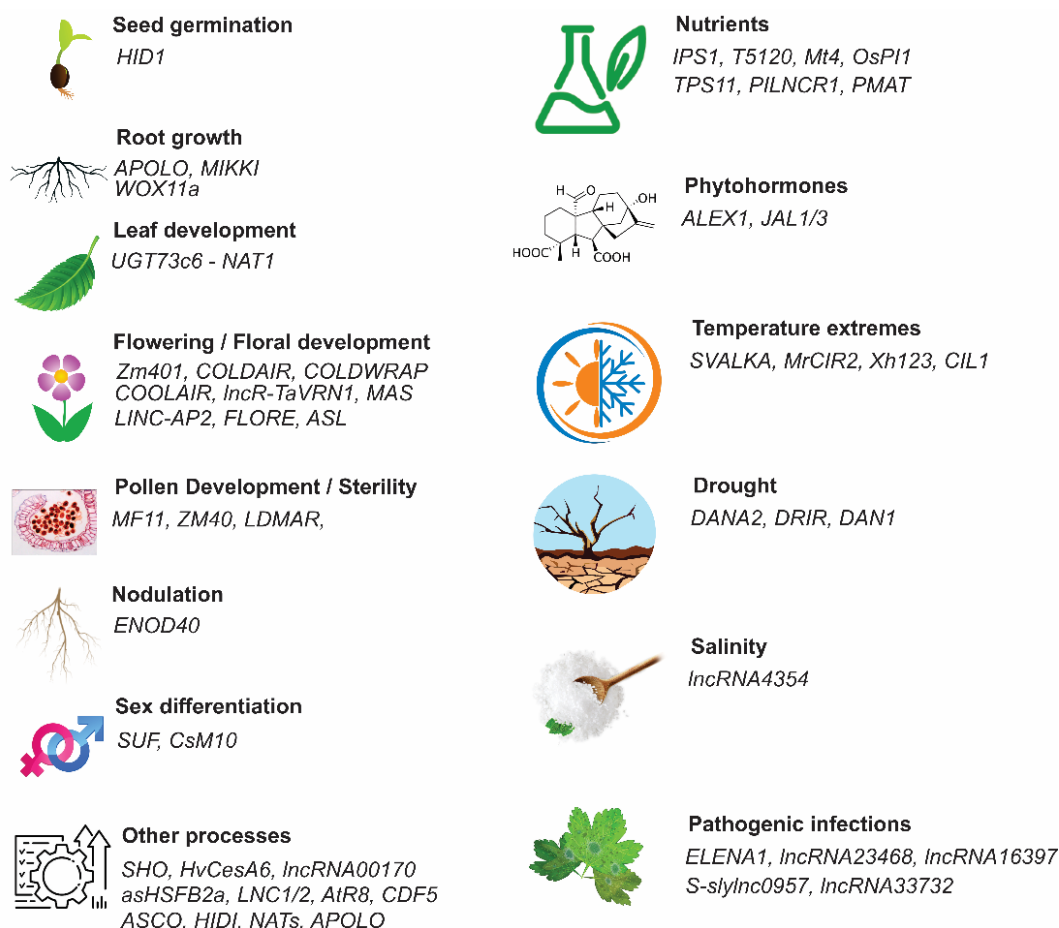 Seed germination
HID1
Root growth
APOLO, MIKKI
WOX11a
Leaf development
UGT73c6 - NAT1
Flowering / Floral development
Zm401, COLDAIR, COLDWRAP
COOLAIR, lncR-TaVRN1, MAS
LINC-AP2, FLORE, ASL
Pollen Development / Sterility
MF11, ZM40, LDMAR,
Nodulation
ENOD40
Sex differentiation
SUF, CsM10
Other processes
SHO, HvCesA6, lncRNA00170
asHSFB2a, LNC1/2, AtR8, CDF5
ASCO, HIDI, NATs, APOLO
Nutrients
IPS1, T5120, Mt4, OsPI1
TPS11, PILNCR1, PMAT
Phytohormones
ALEX1, JAL1/3
H
O
OH
H
HOOC
H
COOH
Temperature extremes
SVALKA, MrCIR2, Xh123, CIL1
Drought
DANA2, DRIR, DAN1
Salinity
lncRNA4354
Pathogenic infections
ELENA1, lncRNA23468, lncRNA16397
S-slylnc0957, lncRNA33732